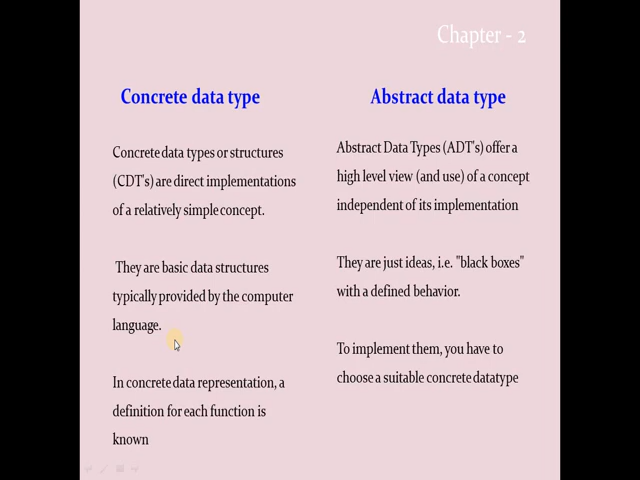 Chapter - 2
Concrete data type
Concrete data types or structures
(CDT's) are direct implementations
of a relatively simple concept.
They are basic data structures
typically provided by the computer
language.
In concrete data representation, a
definition for each function is
known
Abstract data type
Abstract Data Types (ADT's) offer a
high level view (and use) of a concept
independent of its implementation
They are just ideas, i.e. "black boxes"
with a defined behavior.
To implement them, you have to
choose a suitable concrete datatype